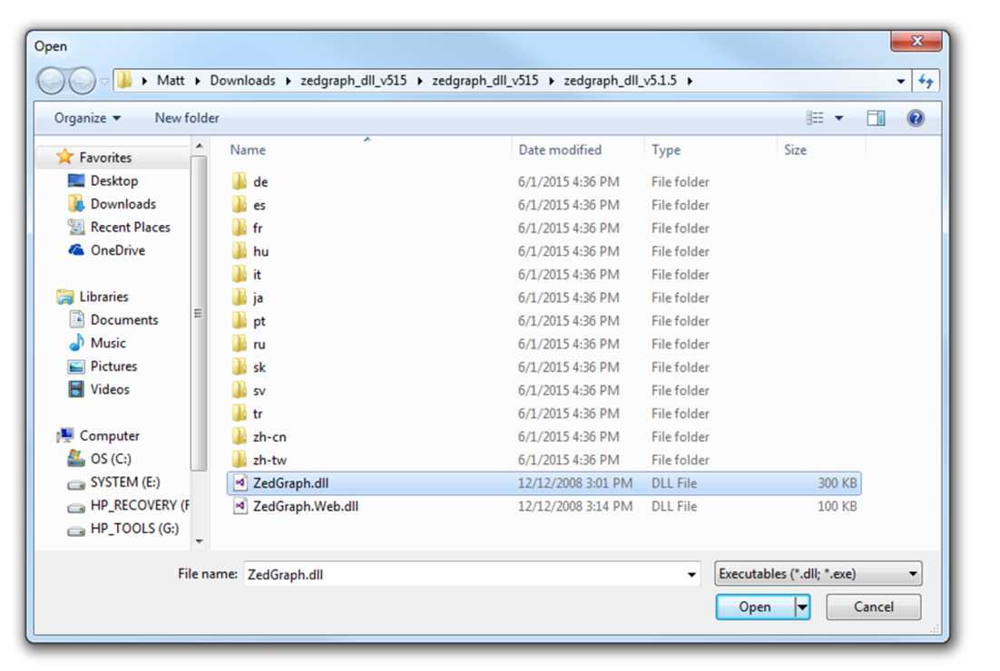 Open
Matt Downloads zedgraph_dll_v515 zedgraph_dll_v515 zedgraph_dll_v5.1.5
Organize New folder
Favorites
Desktop
Downloads
Recent Places
OneDrive
Libraries
Documents
Music
Pictures
Videos
Computer
OS (C:)
SYSTEM (E:)
HP_RECOVERY (F
HP_TOOLS (G:)
Name Date modified Type Size
de 6/1/2015 4:36 PM File folder
es 6/1/2015 4:36 PM File folder
fr 6/1/2015 4:36 PM File folder
hu 6/1/2015 4:36 PM File folder
it 6/1/2015 4:36 PM File folder
ja 6/1/2015 4:36 PM File folder
pt 6/1/2015 4:36 PM File folder
ru 6/1/2015 4:36 PM File folder
sk 6/1/2015 4:36 PM File folder
sv 6/1/2015 4:36 PM File folder
tr 6/1/2015 4:36 PM File folder
zh-cn 6/1/2015 4:36 PM File folder
zh-tw 6/1/2015 4:36 PM File folder
ZedGraph.dll 12/12/2008 3:01 PM DLL File 300 KB
ZedGraph.Web.dll 12/12/2008 3:14 PM DLL File 100 KB
File name: ZedGraph.dll Executables (*.dll; *.exe)
Open Cancel